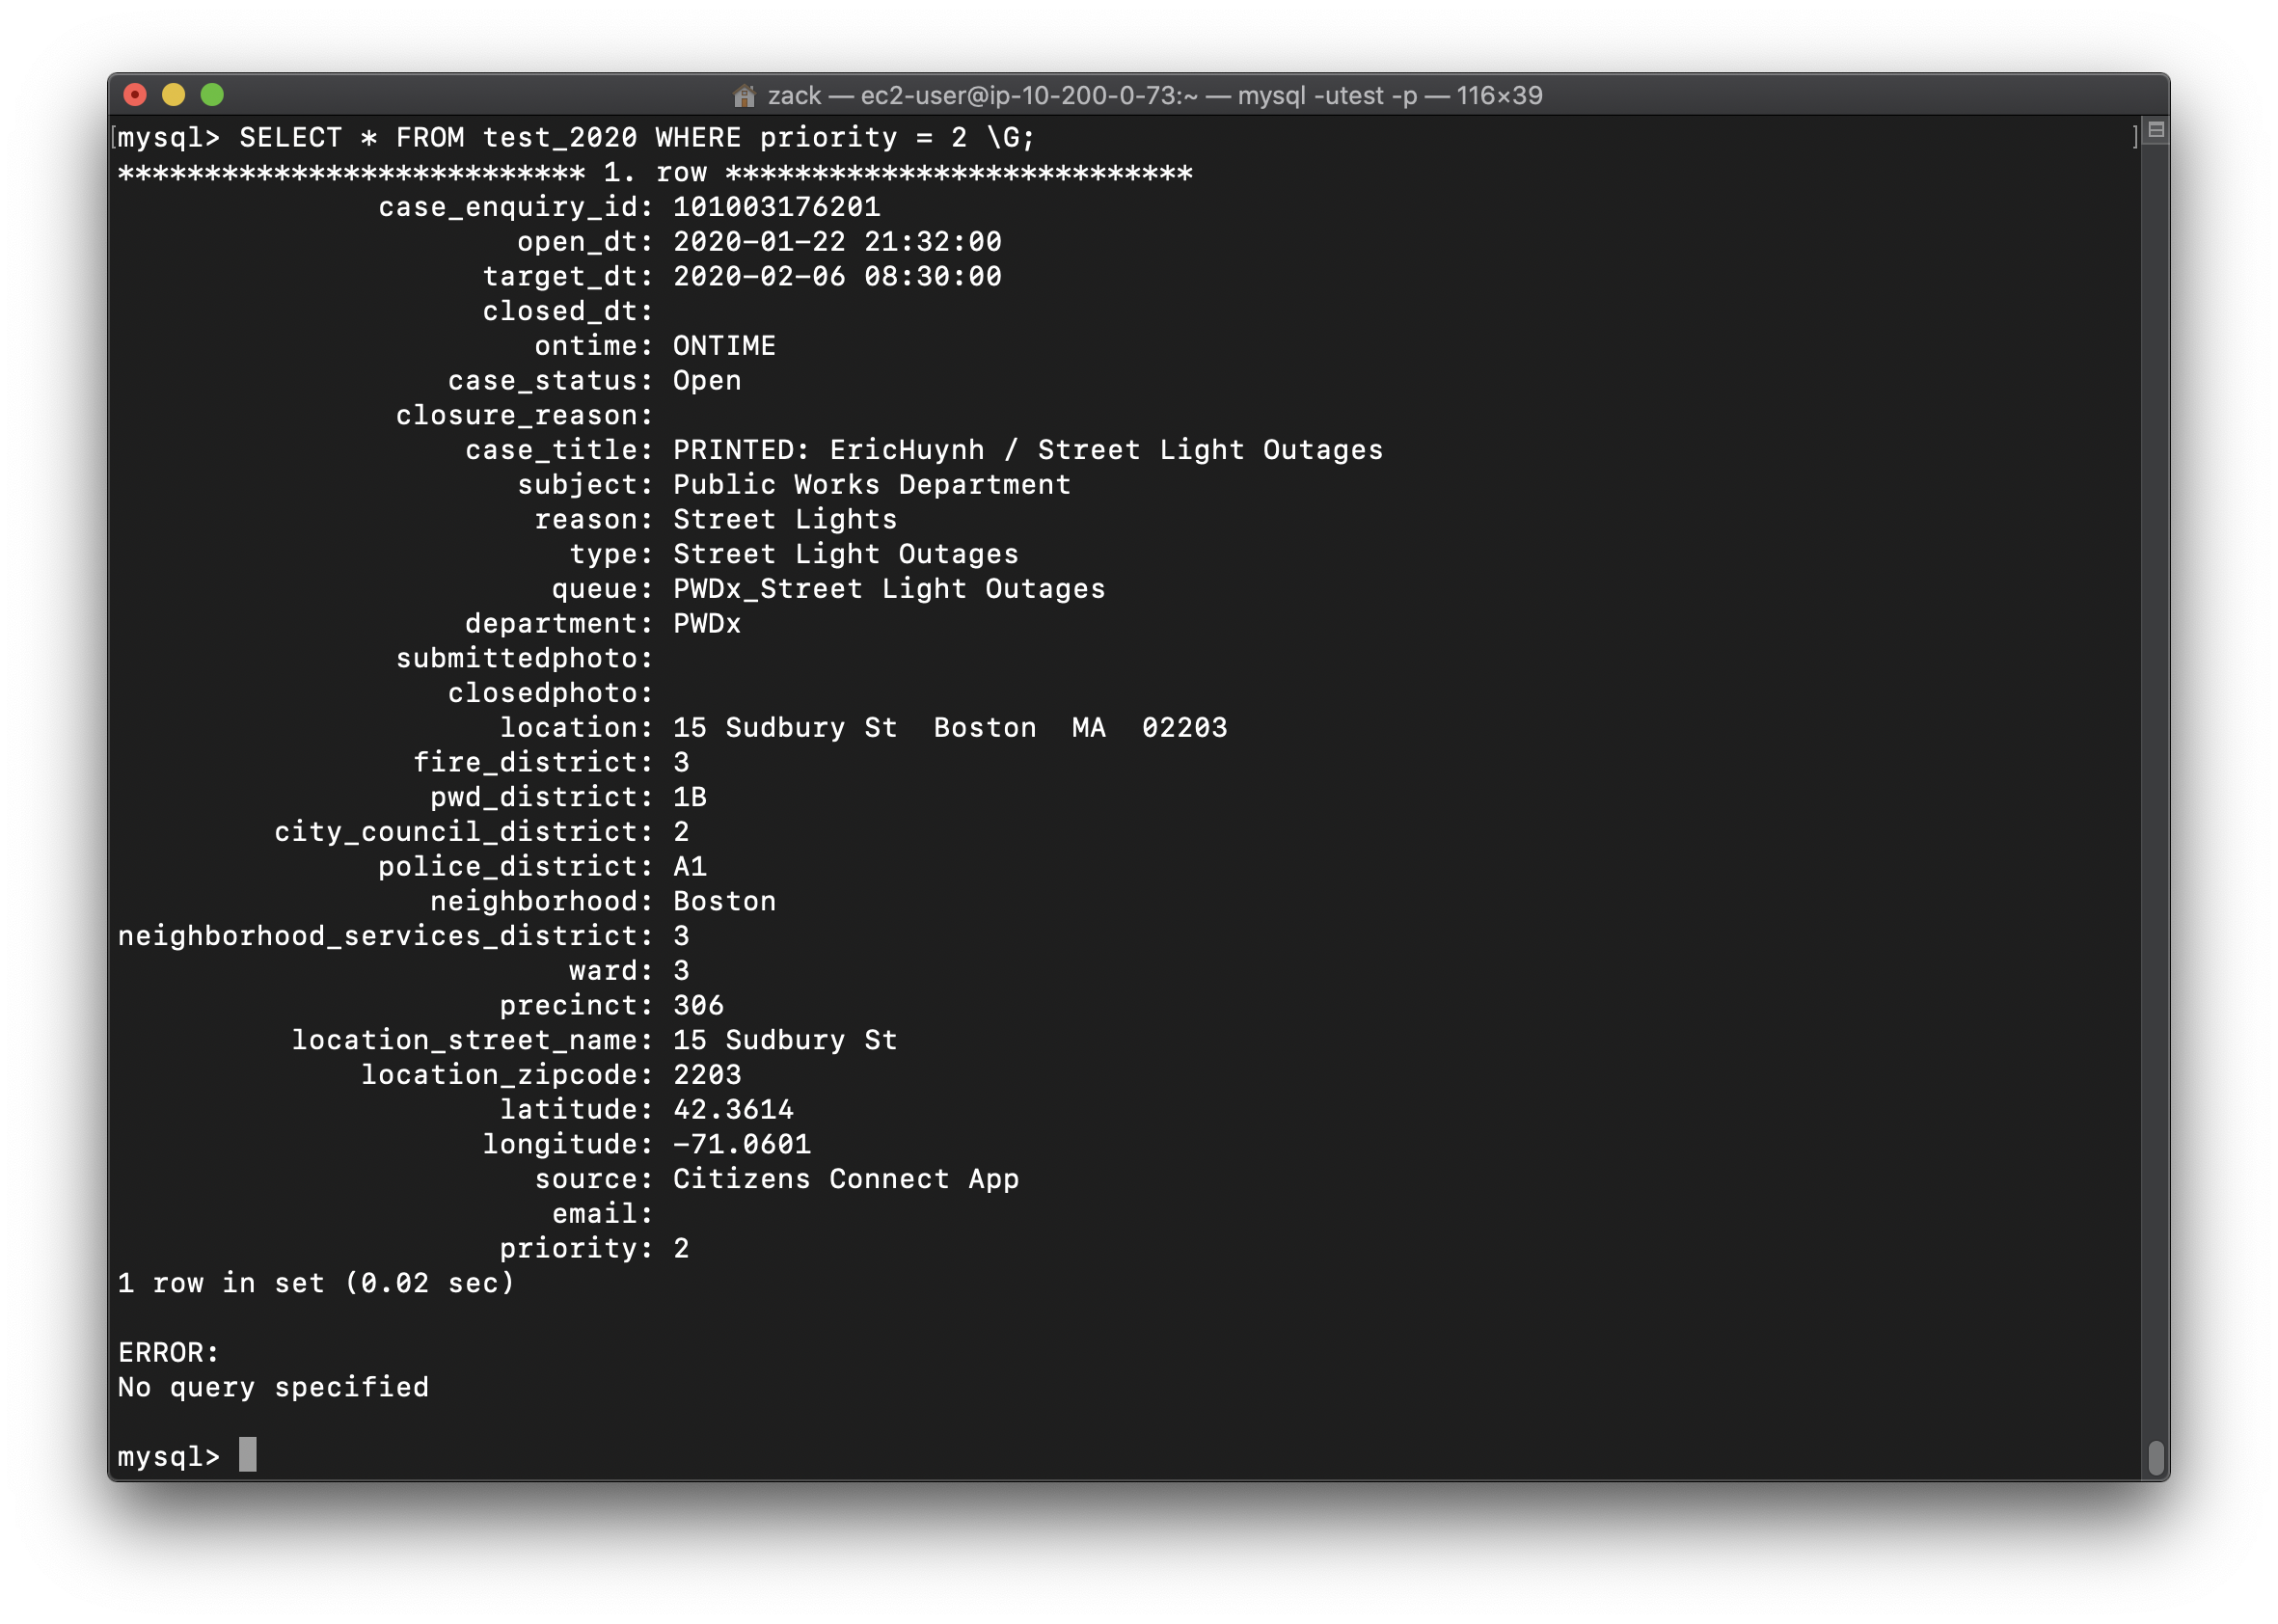 zack — ec2-user@ip-10-200-0-73:~ — mysql -utest -p — 116×39
[mysql> SELECT * FROM test_2020 WHERE priority = 2 \G; ]
*************************** 1. row ***************************
case_enquiry_id: 101003176201
open_dt: 2020-01-22 21:32:00
target_dt: 2020-02-06 08:30:00
closed_dt:
ontime: ONTIME
case_status: Open
closure_reason:
case_title: PRINTED: EricHuynh / Street Light Outages
subject: Public Works Department
reason: Street Lights
type: Street Light Outages
queue: PWDx_Street Light Outages
department: PWDx
submittedphoto:
closedphoto:
location: 15 Sudbury St  Boston  MA  02203
fire_district: 3
pwd_district: 1B
city_council_district: 2
police_district: A1
neighborhood: Boston
neighborhood_services_district: 3
ward: 3
precinct: 306
location_street_name: 15 Sudbury St
location_zipcode: 2203
latitude: 42.3614
longitude: -71.0601
source: Citizens Connect App
email:
priority: 2
1 row in set (0.02 sec)
ERROR:
No query specified
mysql>